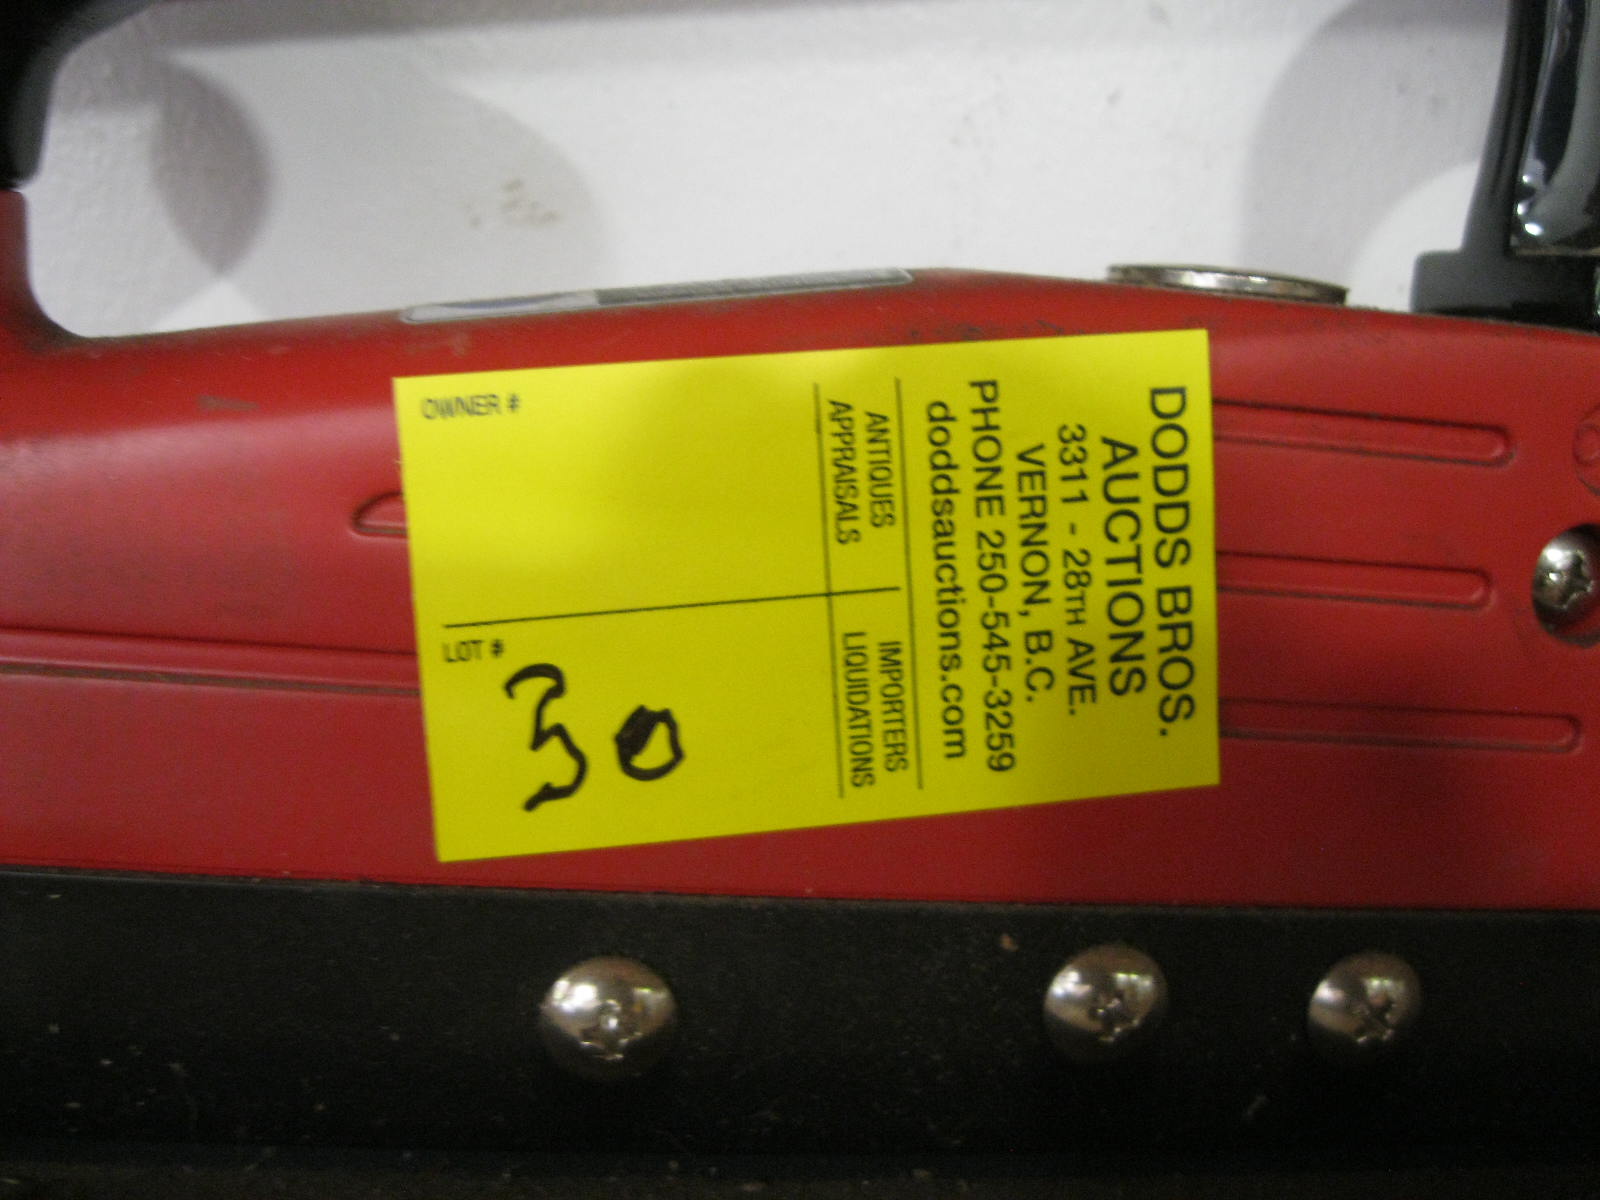 DODDS BROS.
AUCTIONS
3311 - 28TH AVE.
VERNON, B.C.
PHONE 250-545-3259
doddsauctions.com
ANTIQUES
APPRAISALS
IMPORTERS
LIQUIDATIONS
OWNER #
LOT #
30